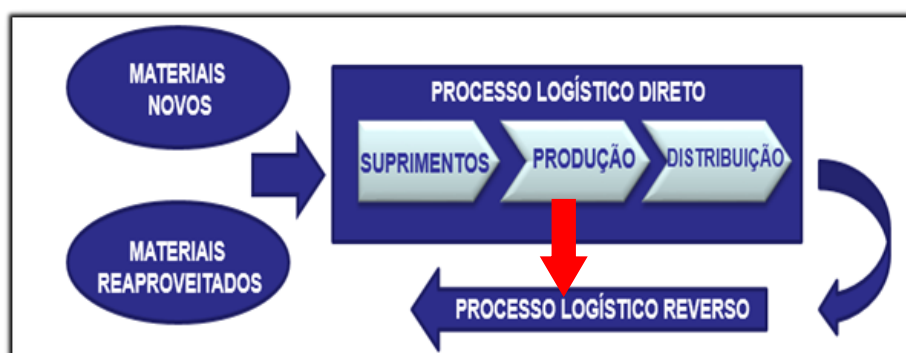 MATERIAIS
NOVOS
PROCESSO LOGÍSTICO DIRETO
SUPRIMENTOS
PRODUÇÃO
DISTRIBUIÇÃO
MATERIAIS
REAPROVEITADOS
PROCESSO LOGÍSTICO REVERSO